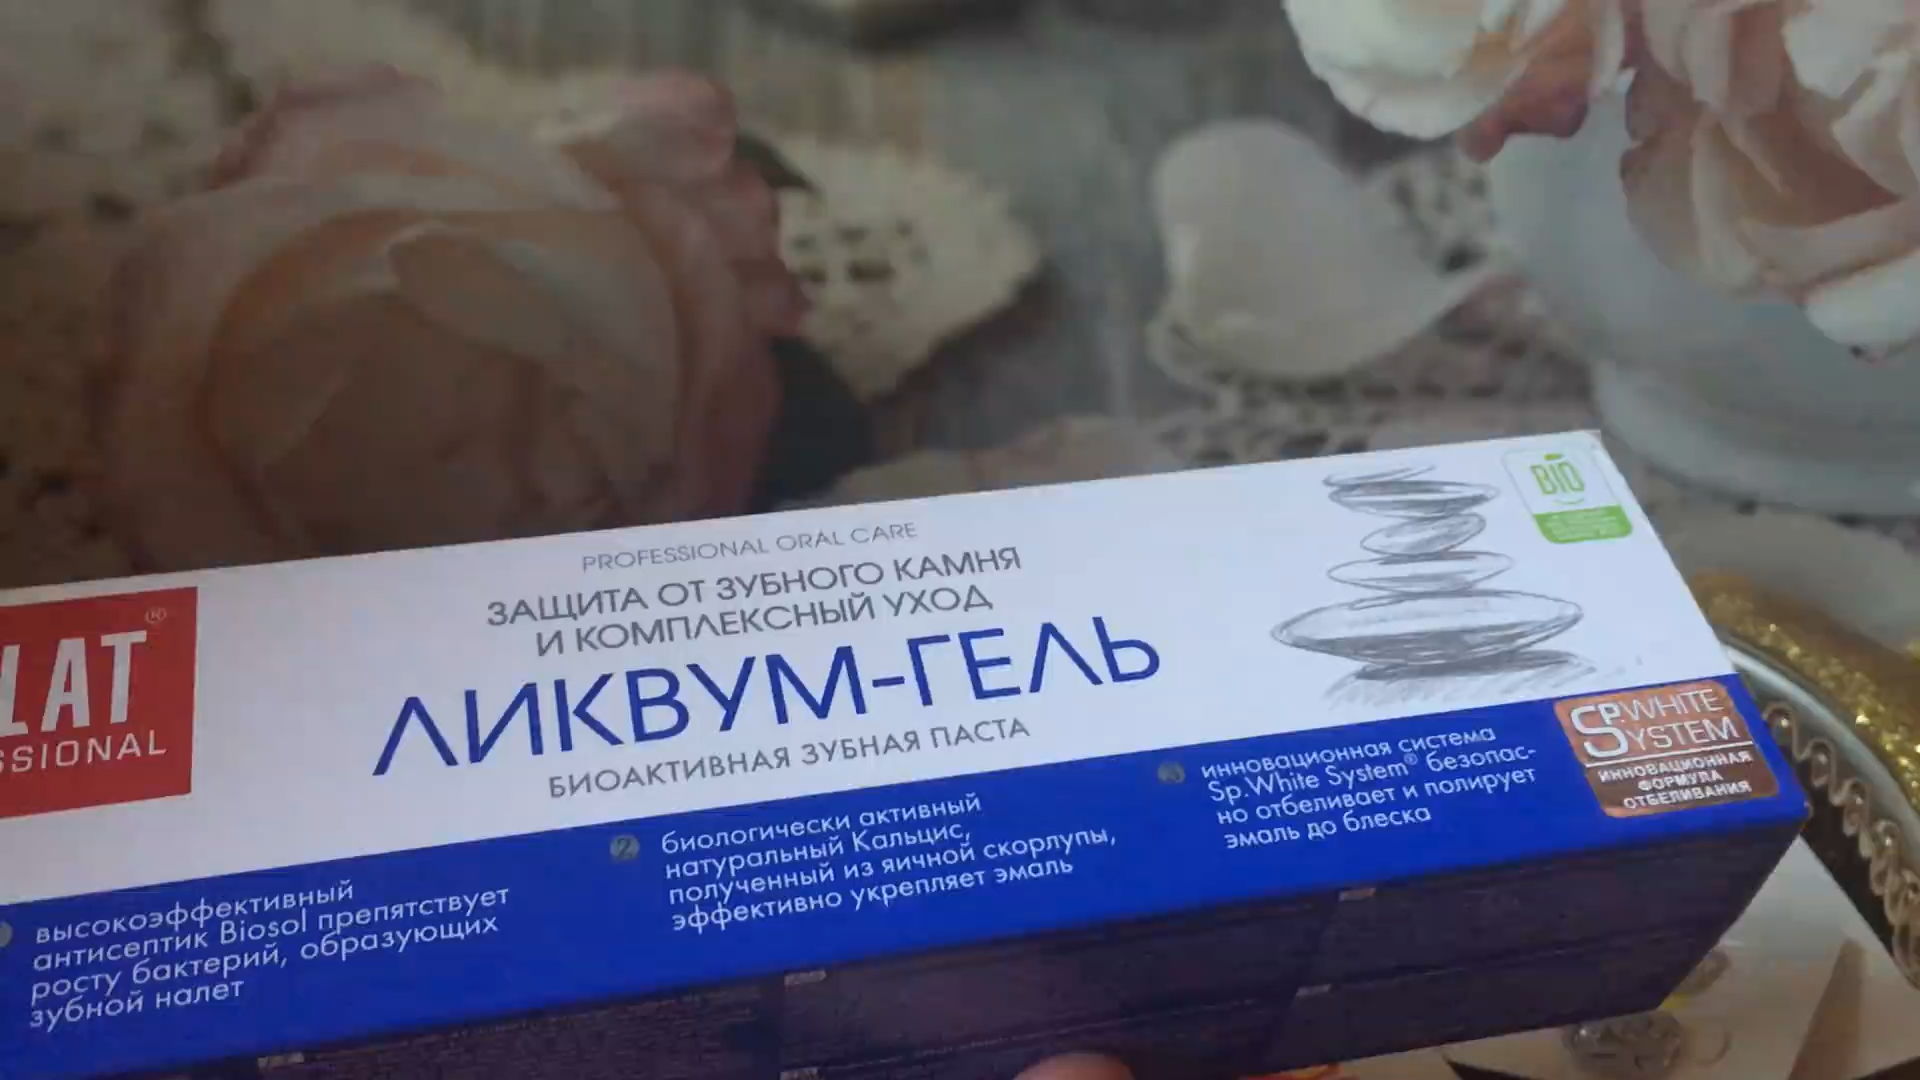 LAT®
SSIONAL
PROFESSIONAL ORAL CARE
ЗАЩИТА ОТ ЗУБНОГО КАМНЯ
И КОМПЛЕКСНЫЙ УХОД
ЛИКВУМ-ГЕЛЬ
БИОАКТИВНАЯ ЗУБНАЯ ПАСТА
BIO
SP.WHITE
SYSTEM
ИННОВАЦИОННАЯ
ФОРМУЛА
ОТБЕЛИВАНИЯ
высокоэффективный
антисептик Biosol препятствует
росту бактерий, образующих
зубной налет
2
биологически активный
натуральный Кальцис,
полученный из яичной скорлупы,
эффективно укрепляет эмаль
3
инновационная система
Sp.White System® безопас-
но отбеливает и полирует
эмаль до блеска